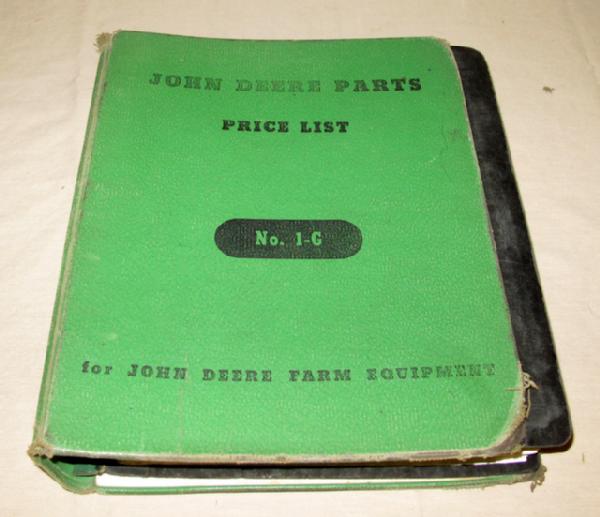 JOHN DEERE PARTS
PRICE LIST
No. 1-C
for JOHN DEERE FARM EQUIPMENT